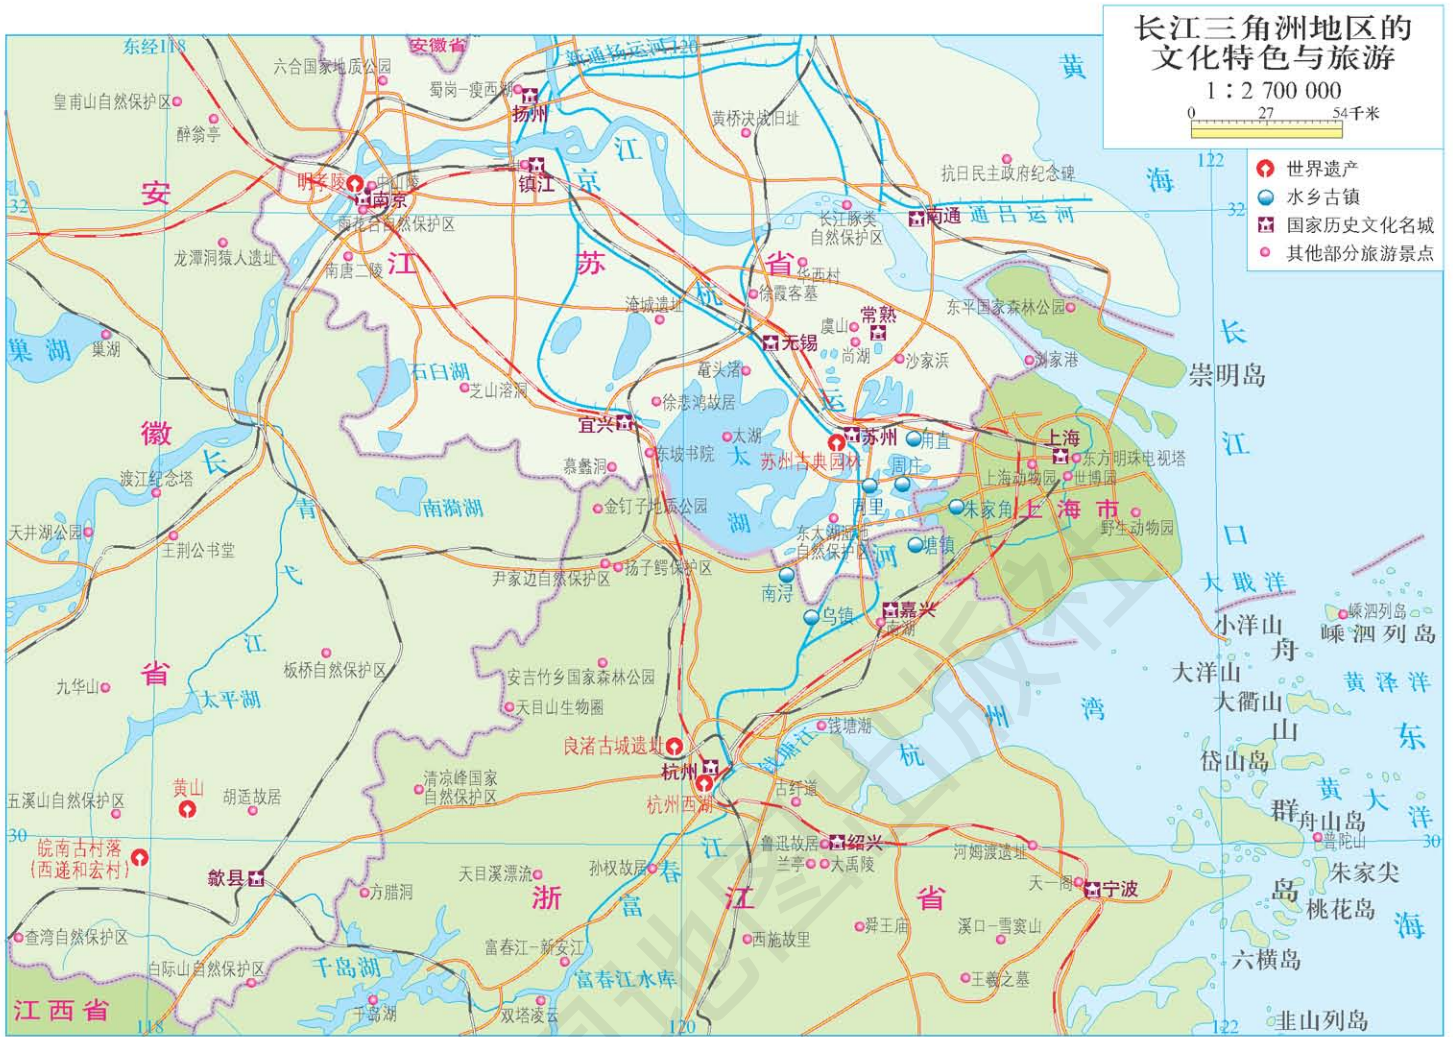 长江三角洲地区的
文化特色与旅游
1：2 700 000
0 27 54千米
世界遗产
水乡古镇
国家历史文化名城
其他部分旅游景点
东经118
安徽省
新通扬运河
120
黄
六合国家地质公园
蜀岗－瘦西湖
扬州
皇甫山自然保护区
醉翁亭
黄桥决战旧址
江
122
抗日民主政府纪念碑
海
镇江
京
明孝陵
中山陵
南京
安
32
雨花台自然保护区
长江豚类
自然保护区
南通
通吕运河
32
龙潭洞猿人遗址
南唐二陵
江
苏
省
华西村
杭
徐霞客墓
淹城遗址
东平国家森林公园
常熟
虞山
尚湖
无锡
沙家浜
浏家港
长
崇明岛
巢湖
巢湖
石臼湖
芝山溶洞
鼋头渚
徐悲鸿故居
运
宜兴
太湖
太
湖
苏州
苏州古典园林
甪直
周庄
同里
上海
东方明珠电视塔
上海动物园
世博园
上海市
野生动物园
江
口
徽
长
慕蠡洞
东坡书院
渡江纪念塔
金钉子地质公园
南漪湖
青
弋
江
天井湖公园
王荆公书堂
东太湖湿地
自然保护区
河
朱家角
塘镇
尹家边自然保护区
扬子鳄保护区
南浔
乌镇
嘉兴
南湖
大戢洋
小洋山
嵊泗列岛
嵊泗列岛
舟
大洋山
黄泽洋
大衢山
山
省
九华山
板桥自然保护区
太平湖
安吉竹乡国家森林公园
天目山生物圈
钱塘潮
钱塘江
杭
州
湾
东
岱山岛
良渚古城遗址
杭州
杭州西湖
黄山
五溪山自然保护区
胡适故居
清凉峰国家
自然保护区
古纤道
黄
大
洋
群
舟山岛
普陀山
30
皖南古村落
(西递和宏村)
鲁迅故居
绍兴
兰亭
大禹陵
河姆渡遗址
30
歙县
方腊洞
天目溪漂流
孙权故居
江
春
富
天一阁
宁波
朱家尖
岛
桃花岛
海
浙
江
省
查湾自然保护区
富春江－新安江
西施故里
舜王庙
溪口－雪窦山
六横岛
白际山自然保护区
千岛湖
富春江水库
王羲之墓
江西省
118
千岛湖
双塔凌云
120
122
韭山列岛